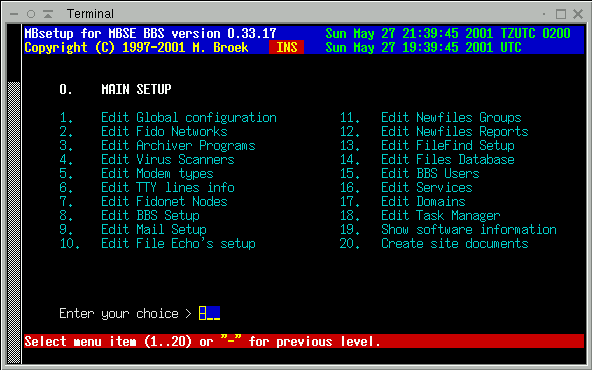 Terminal
MBsetup for MBSE BBS version 0.33.17 Sun May 27 21:39:45 2001 TZUTC 0200
Copyright (C) 1997-2001 M. Broek INS Sun May 27 19:39:45 2001 UTC
0. MAIN SETUP
1. Edit Global configuration 11. Edit Newfiles Groups
2. Edit Fido Networks 12. Edit Newfiles Reports
3. Edit Archiver Programs 13. Edit FileFind Setup
4. Edit Virus Scanners 14. Edit Files Database
5. Edit Modem types 15. Edit BBS Users
6. Edit TTY lines info 16. Edit Services
7. Edit Fidonet Nodes 17. Edit Domains
8. Edit BBS Setup 18. Edit Task Manager
9. Edit Mail Setup 19. Show software information
10. Edit File Echo's setup 20. Create site documents
Enter your choice > -__
Select menu item (1..20) or "-" for previous level.